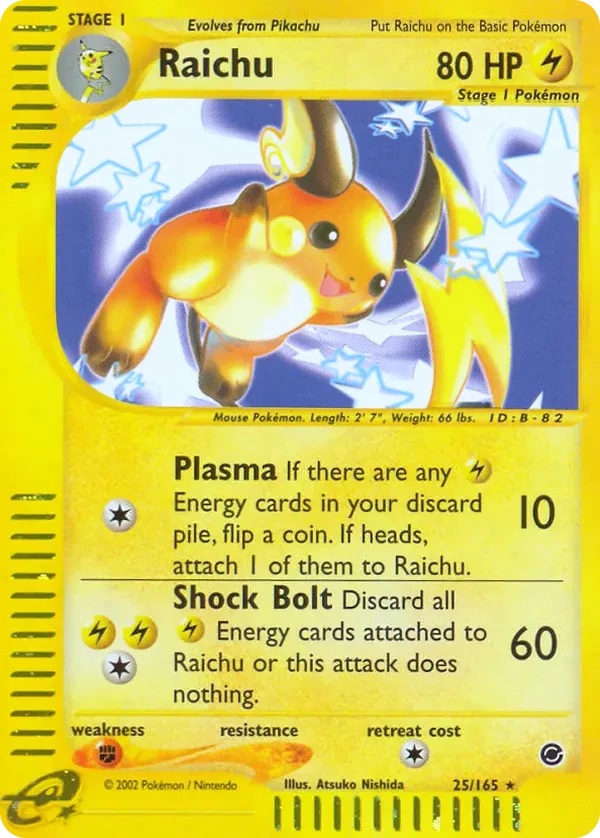 STAGE 1
Evolves from Pikachu
Put Raichu on the Basic Pokémon
Raichu
80 HP
Stage 1 Pokémon
Mouse Pokémon. Length: 2' 7", Weight: 66 lbs. ID:B-82
Plasma If there are any
Energy cards in your discard
pile, flip a coin. If heads,
attach 1 of them to Raichu.
10
Shock Bolt Discard all
Energy cards attached to
Raichu or this attack does
nothing.
60
weakness
resistance
retreat cost
© 2002 Pokémon / Nintendo
Illus. Atsuko Nishida
25/165 ★
e